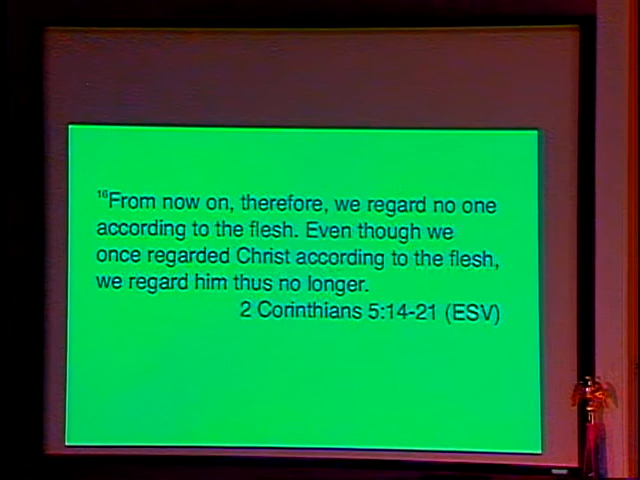 16From now on, therefore, we regard no one
according to the flesh. Even though we
once regarded Christ according to the flesh,
we regard him thus no longer.
2 Corinthians 5:14-21 (ESV)